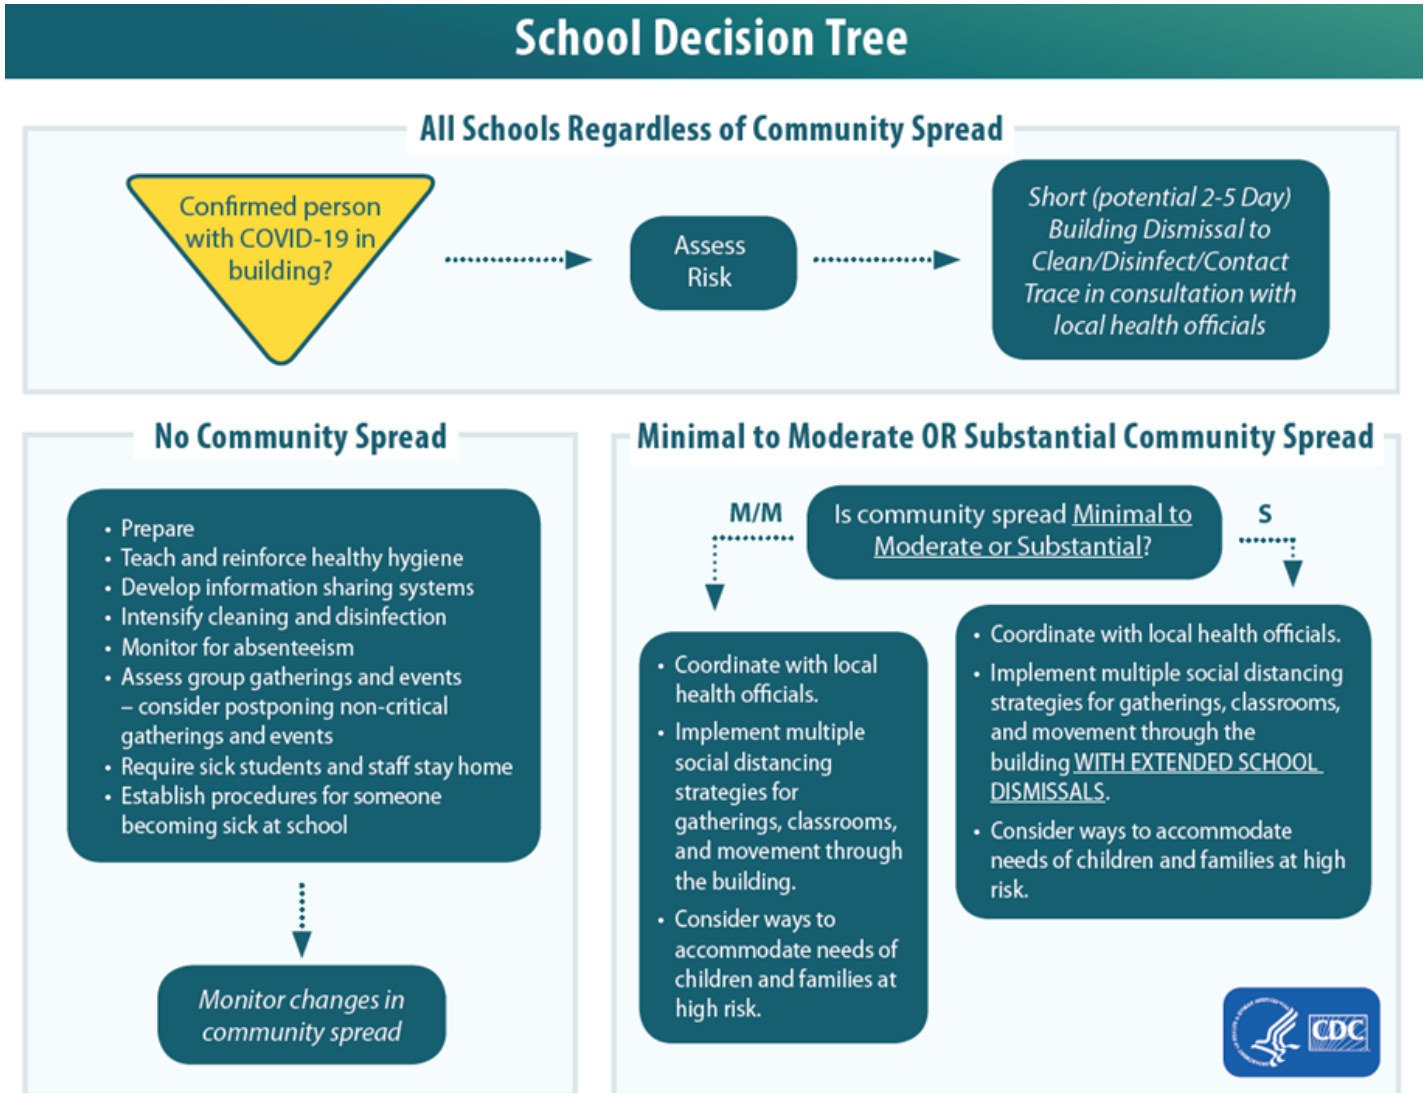 School Decision Tree
All Schools Regardless of Community Spread
Confirmed person
with COVID-19 in
building?
Assess
Risk
Short (potential 2-5 Day)
Building Dismissal to
Clean/Disinfect/Contact
Trace in consultation with
local health officials
No Community Spread
• Prepare
• Teach and reinforce healthy hygiene
• Develop information sharing systems
• Intensify cleaning and disinfection
• Monitor for absenteeism
• Assess group gatherings and events
– consider postponing non-critical
gatherings and events
• Require sick students and staff stay home
• Establish procedures for someone
becoming sick at school
Monitor changes in
community spread
Minimal to Moderate OR Substantial Community Spread
M/M
Is community spread Minimal to
Moderate or Substantial?
S
• Coordinate with local
health officials.
• Implement multiple
social distancing
strategies for
gatherings, classrooms,
and movement through
the building.
• Consider ways to
accommodate needs of
children and families at
high risk.
• Coordinate with local health officials.
• Implement multiple social distancing
strategies for gatherings, classrooms,
and movement through the
building WITH EXTENDED SCHOOL
DISMISSALS.
• Consider ways to accommodate
needs of children and families at high
risk.
CDC